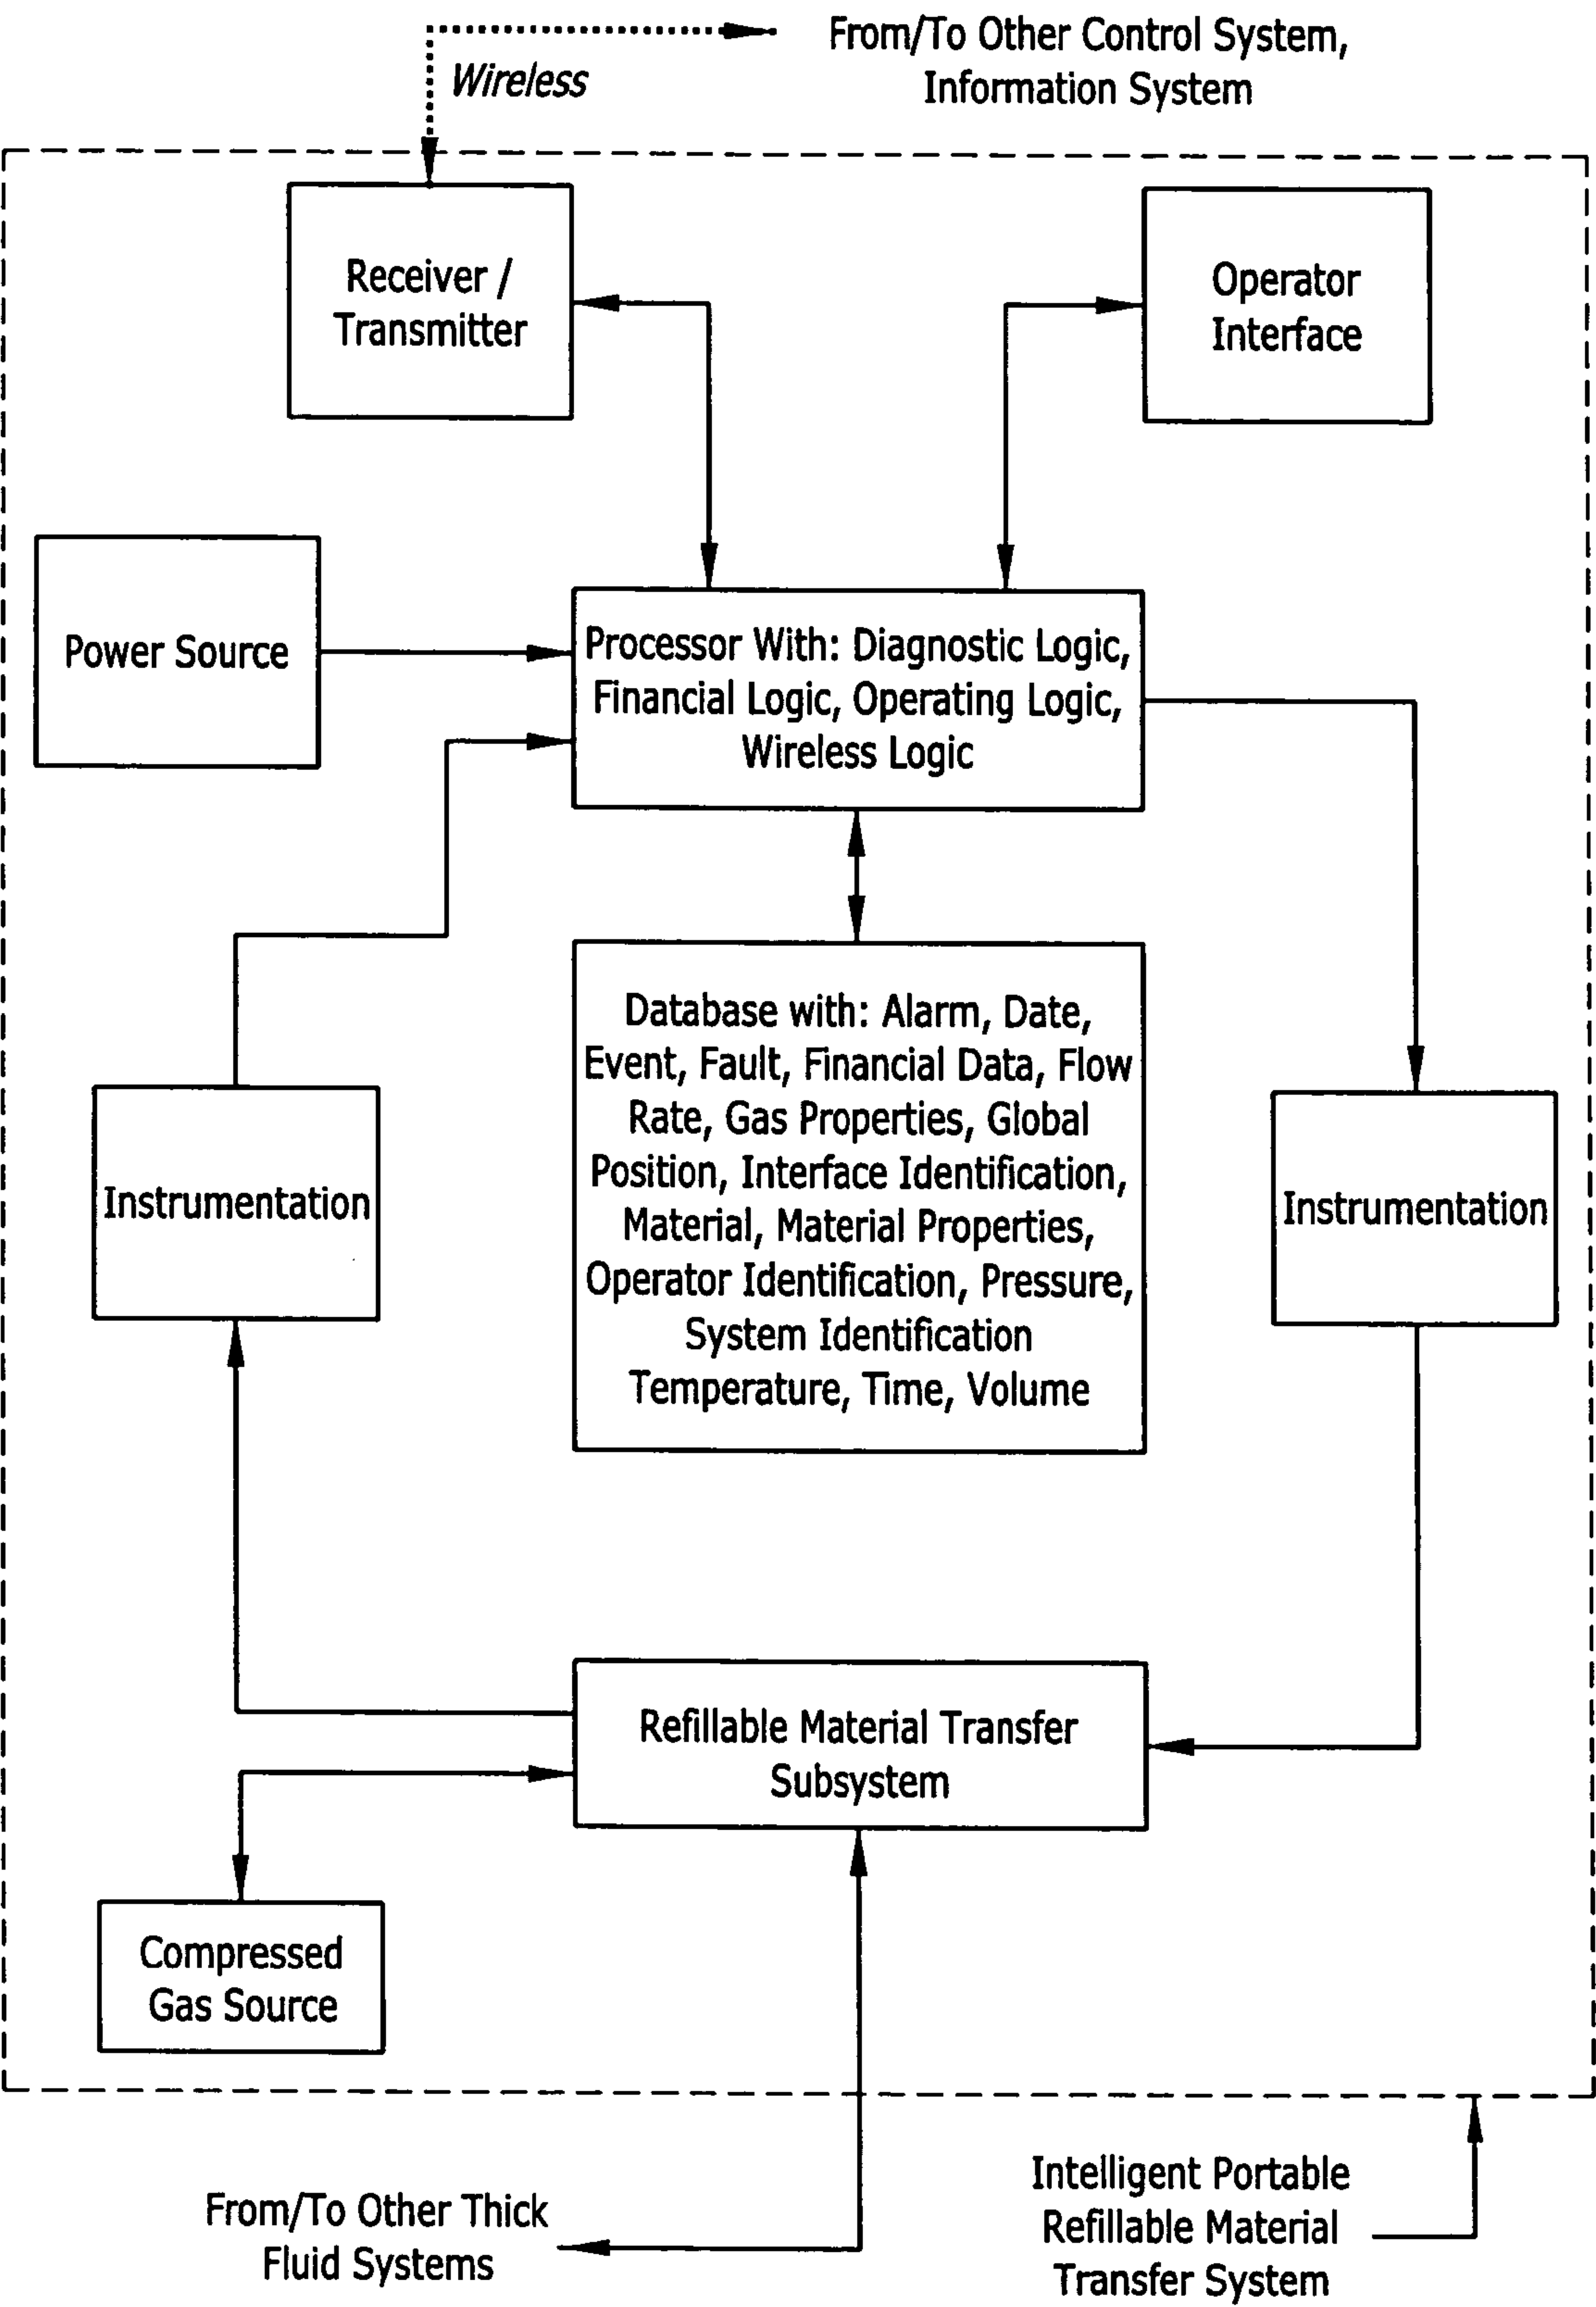 From/To Other Control System,
Information System
Wireless
Receiver /
Transmitter
Operator
Interface
Power Source
Processor With: Diagnostic Logic,
Financial Logic, Operating Logic,
Wireless Logic
Database with: Alarm, Date,
Event, Fault, Financial Data, Flow
Rate, Gas Properties, Global
Position, Interface Identification,
Material, Material Properties,
Operator Identification, Pressure,
System Identification
Temperature, Time, Volume
Instrumentation
Instrumentation
Refillable Material Transfer
Subsystem
Compressed
Gas Source
From/To Other Thick
Fluid Systems
Intelligent Portable
Refillable Material
Transfer System